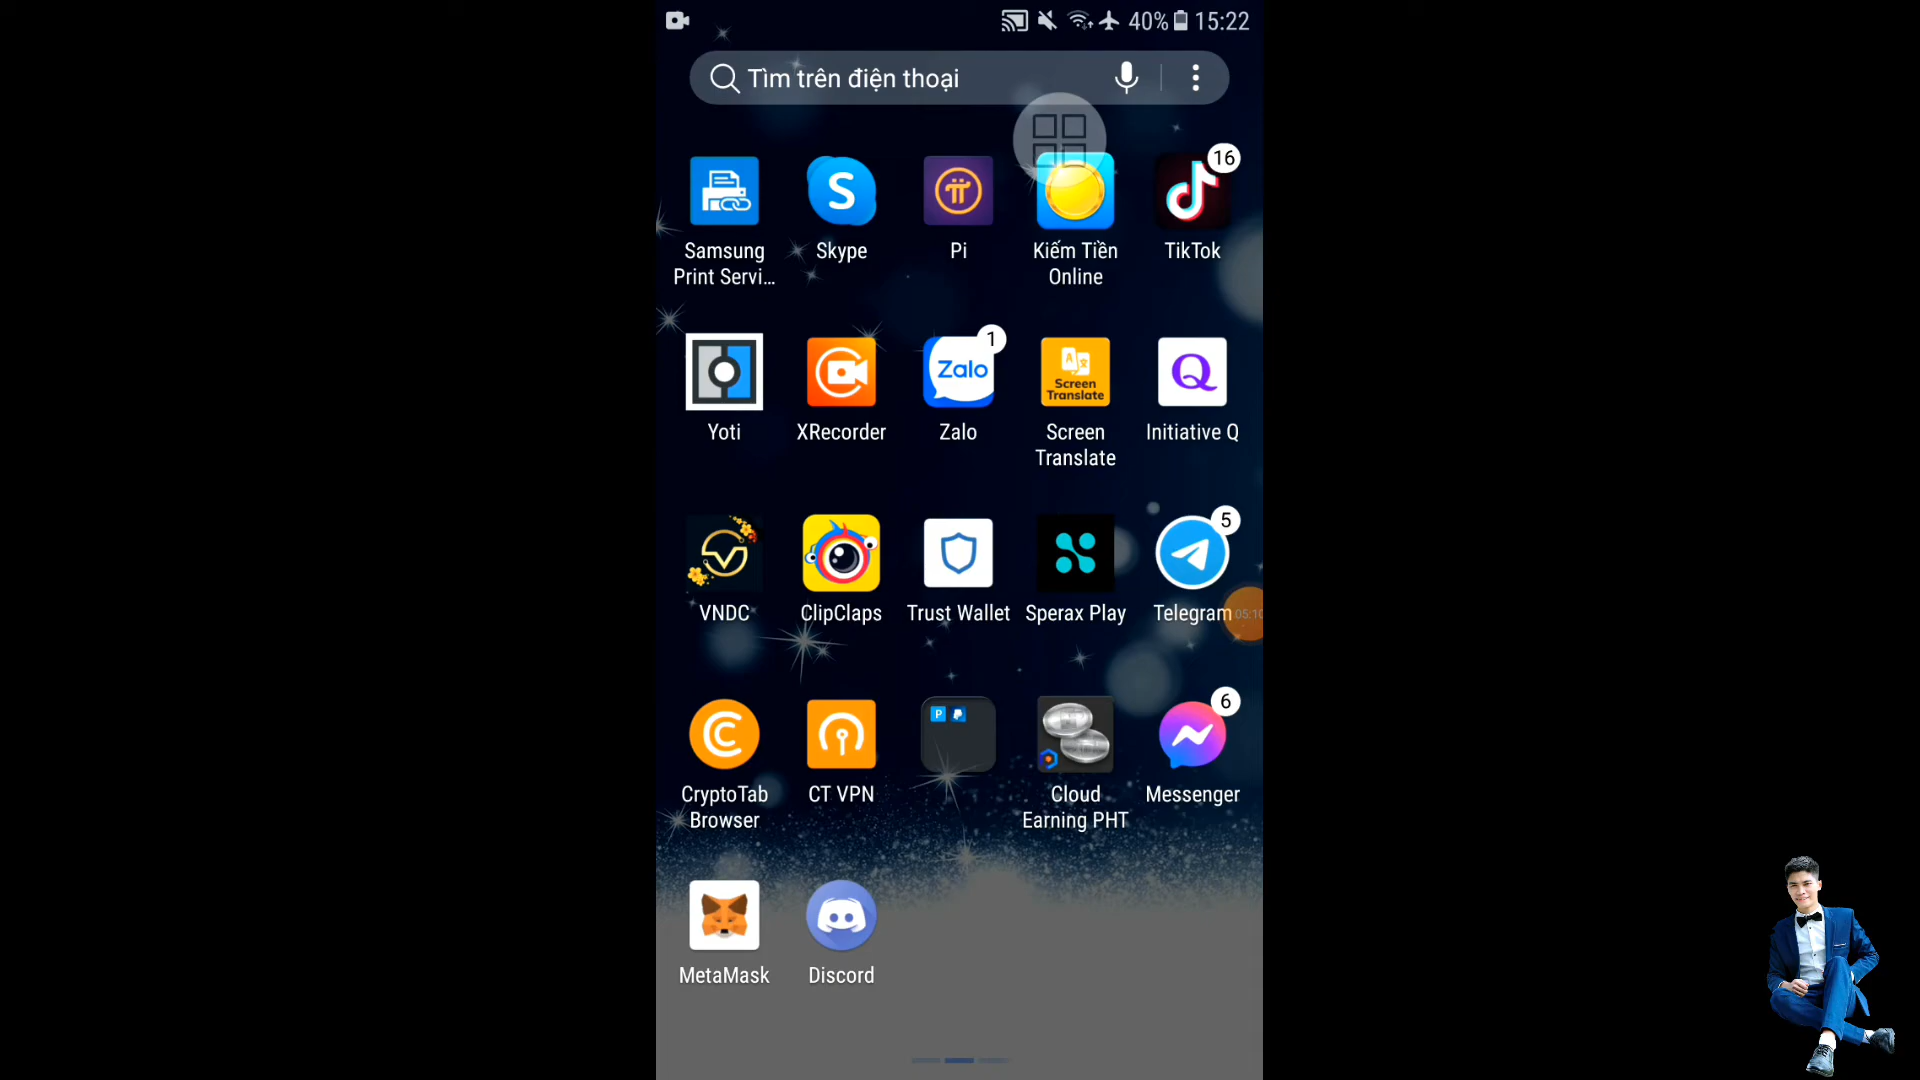 40% 15:22
Tìm trên điện thoại
16
Samsung
Print Servi...
Skype
Pi
Kiếm Tiền
Online
TikTok
Zalo
1
Screen
Translate
Q
Yoti
XRecorder
Zalo
Screen
Translate
Initiative Q
5
VNDC
ClipClaps
Trust Wallet
Sperax Play
Telegram
05:10
P
6
CryptoTab
Browser
CT VPN
Cloud
Earning PHT
Messenger
MetaMask
Discord